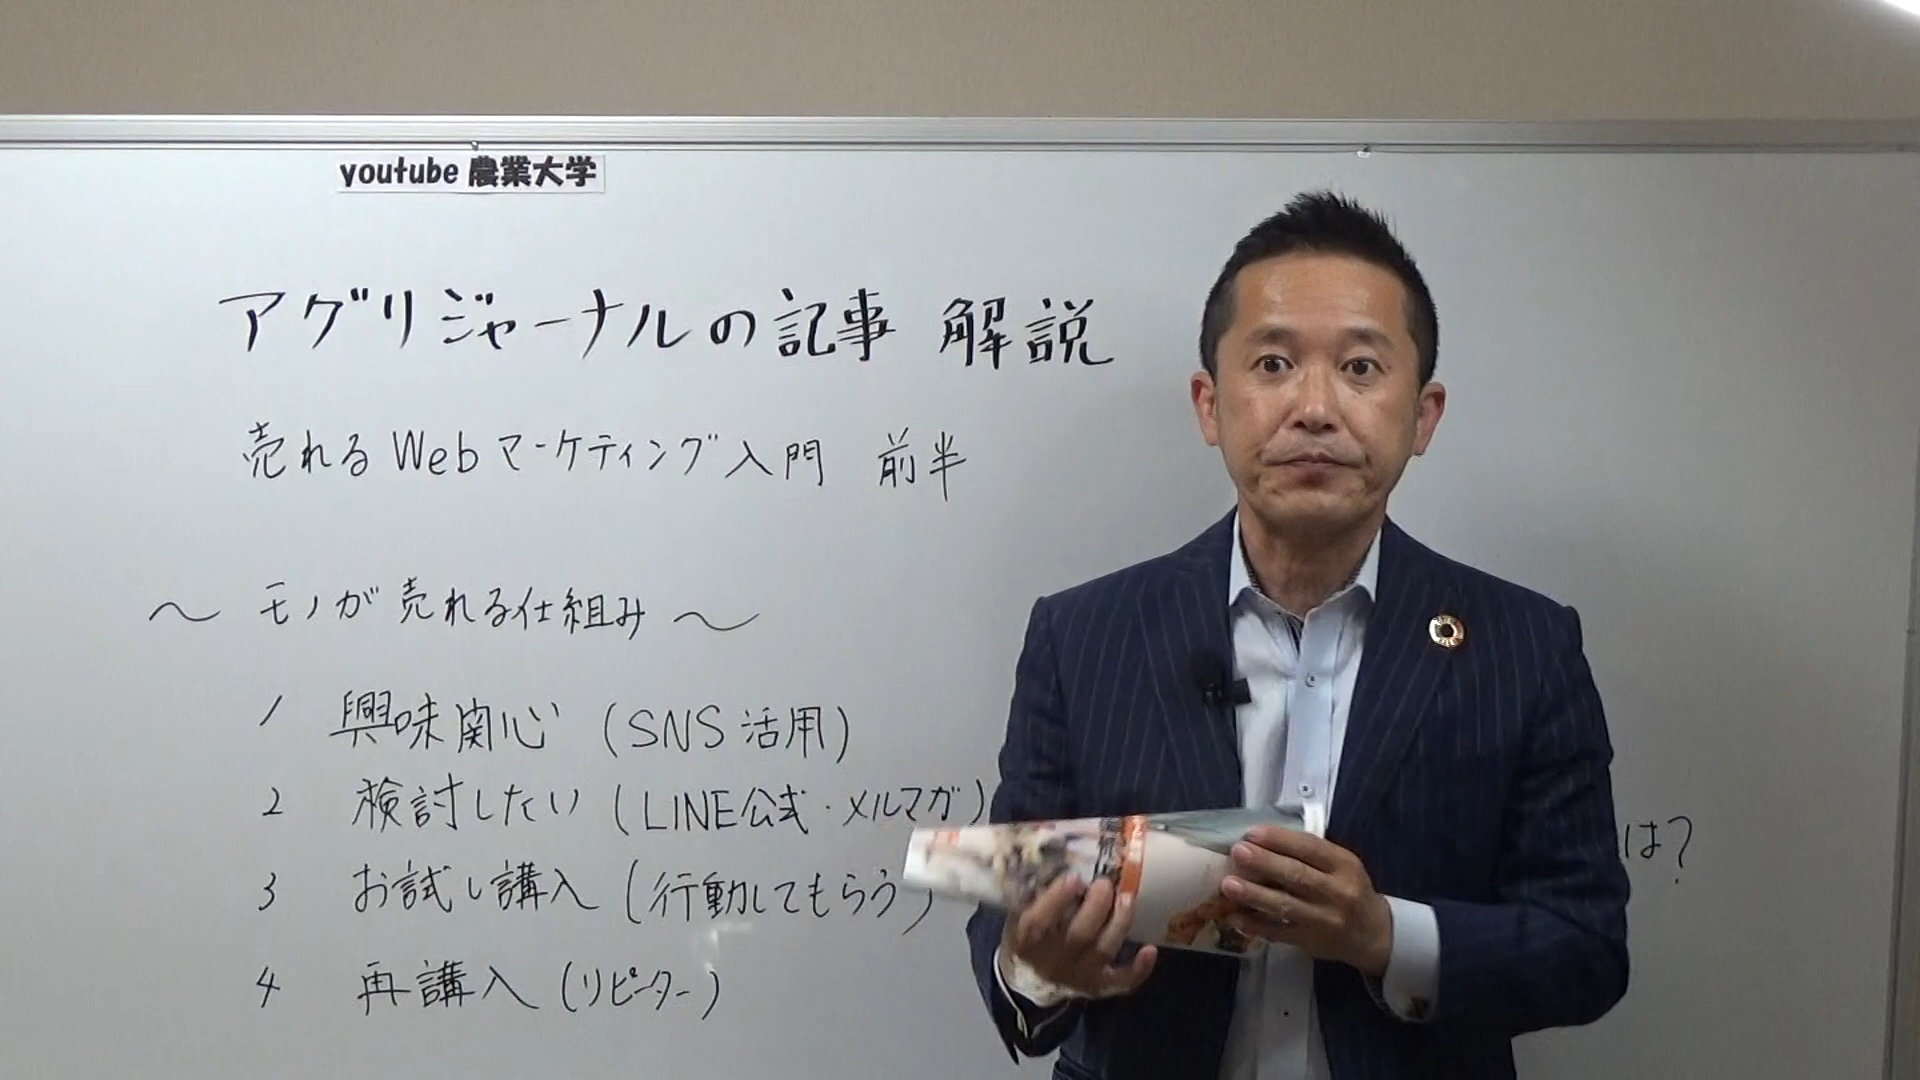 youtube 農業大学
アグリジャーナルの記事 解説
売れるWebマーケティング入門 前半
～ モノが売れる仕組み ～
1 興味関心 (SNS活用)
2 検討したい (LINE公式・メルマガ)
は?
3 お試し講入 (行動してもらう)
4 再講入 (リピーター)